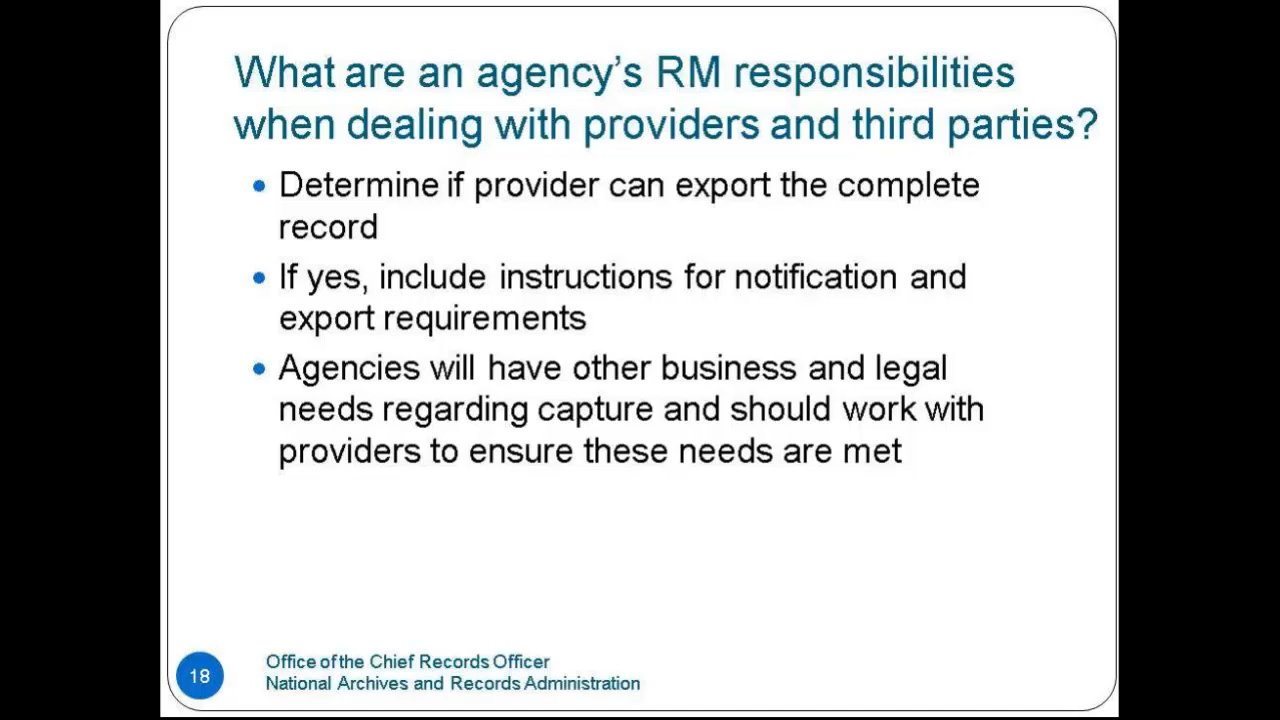 What are an agency's RM responsibilities
when dealing with providers and third parties?
• Determine if provider can export the complete
record
• If yes, include instructions for notification and
export requirements
• Agencies will have other business and legal
needs regarding capture and should work with
providers to ensure these needs are met
18
Office of the Chief Records Officer
National Archives and Records Administration